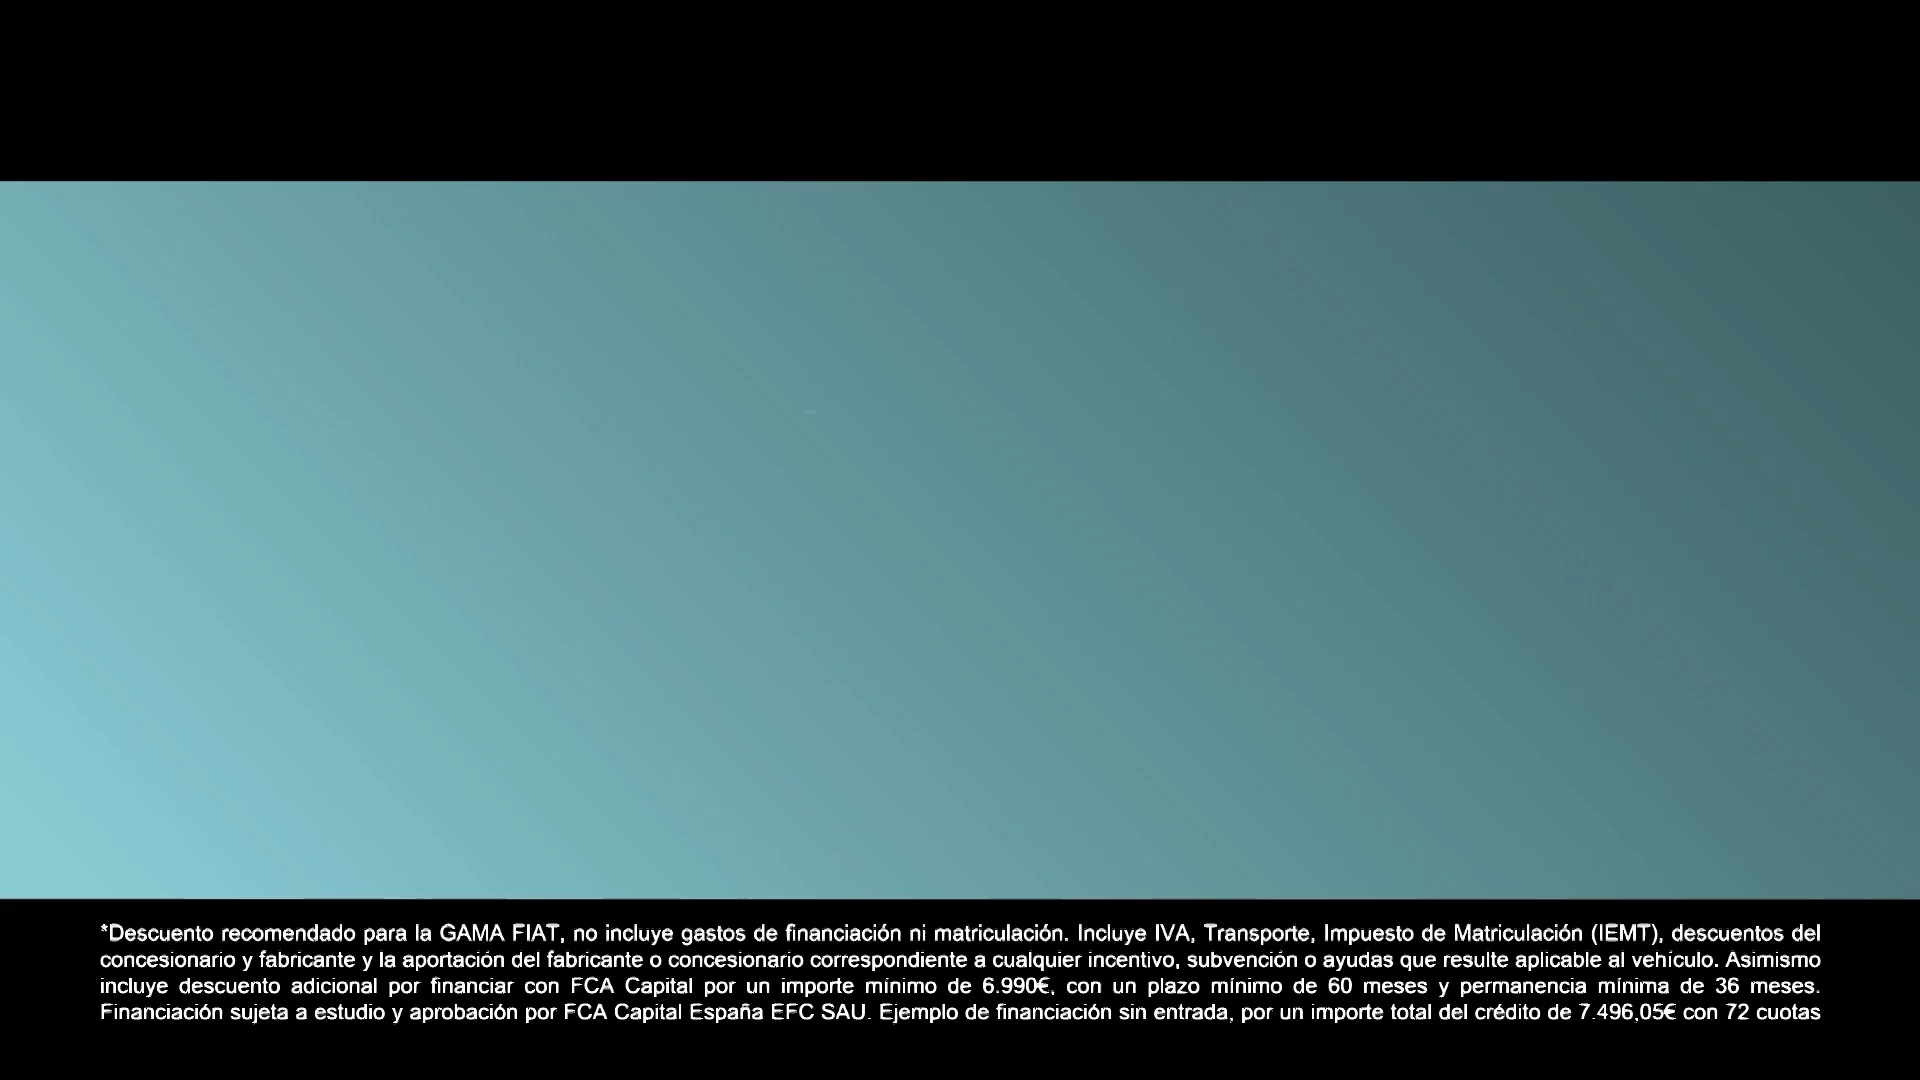 *Descuento recomendado para la GAMA FIAT, no incluye gastos de financiación ni matriculación. Incluye IVA, Transporte, Impuesto de Matriculación (IEMT), descuentos del
concesionario y fabricante y la aportación del fabricante o concesionario correspondiente a cualquier incentivo, subvención o ayudas que resulte aplicable al vehículo. Asimismo
incluye descuento adicional por financiar con FCA Capital por un importe mínimo de 6.990€, con un plazo mínimo de 60 meses y permanencia mínima de 36 meses.
Financiación sujeta a estudio y aprobación por FCA Capital España EFC SAU. Ejemplo de financiación sin entrada, por un importe total del crédito de 7.496,05€ con 72 cuotas